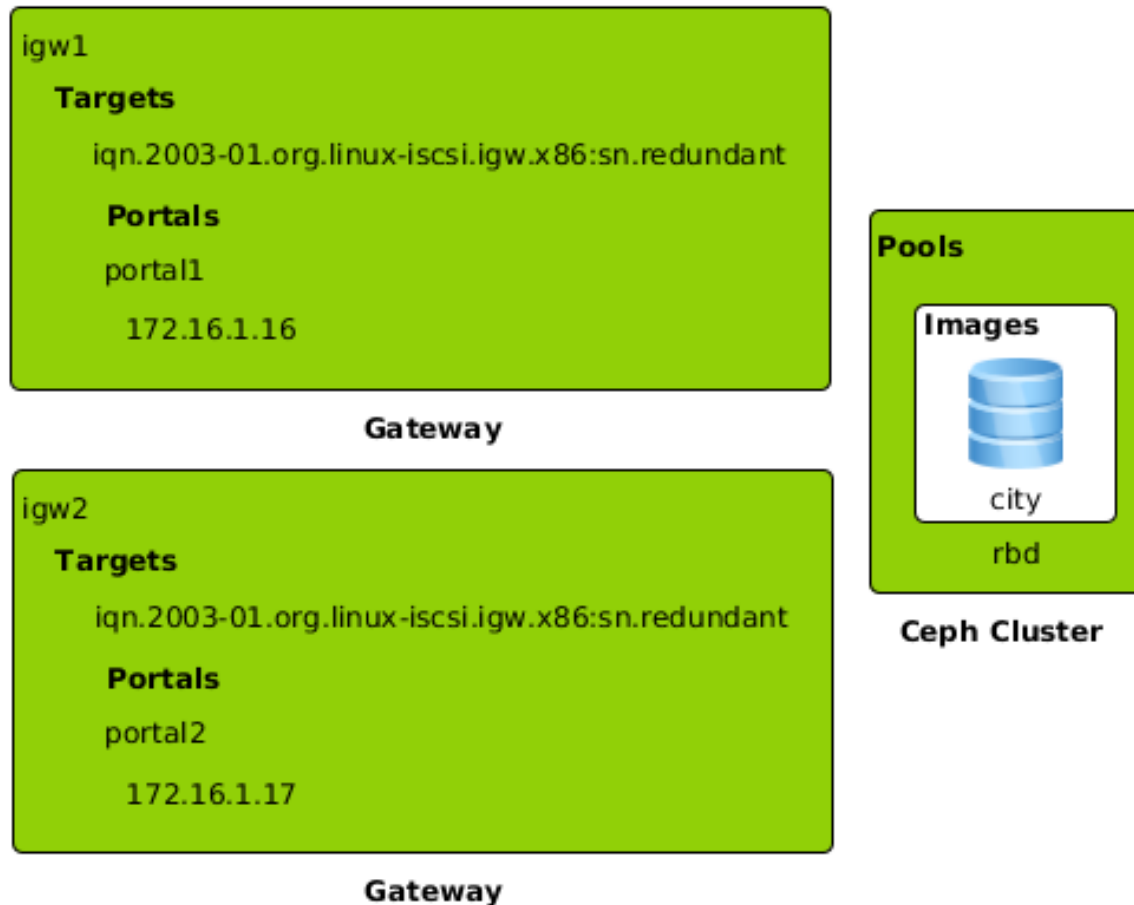 igw1
Targets
iqn.2003-01.org.linux-iscsi.igw.x86:sn.redundant
Portals
portal1
172.16.1.16
Gateway
igw2
Targets
iqn.2003-01.org.linux-iscsi.igw.x86:sn.redundant
Portals
portal2
172.16.1.17
Gateway
Pools
Images
city
rbd
Ceph Cluster